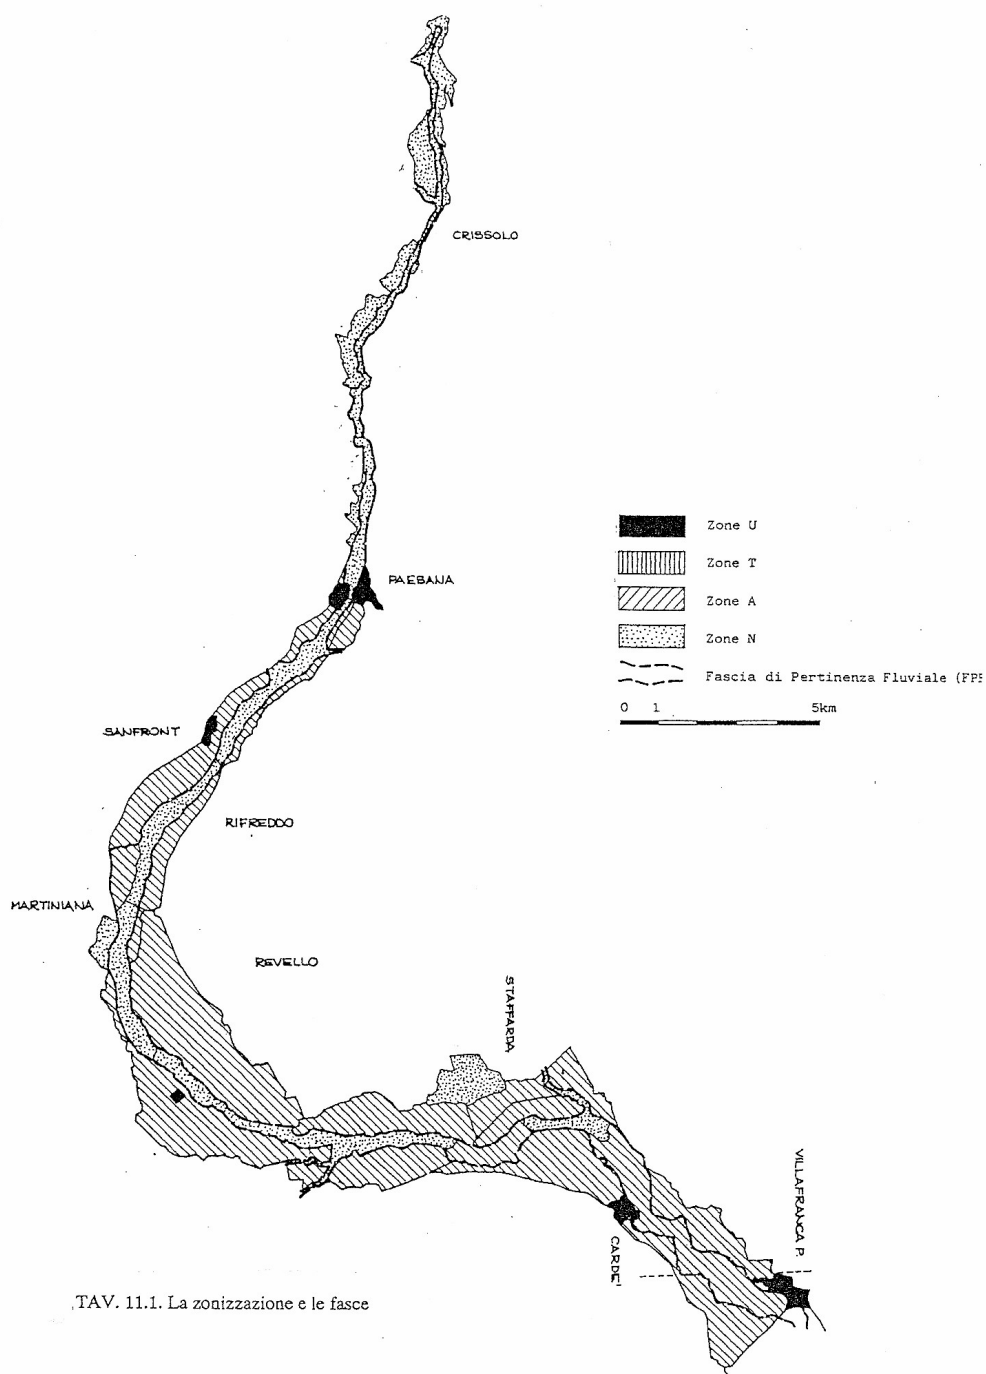 CRISSOLO
PAESANA
Zone U
Zone T
Zone A
Zone N
Fascia di Pertinenza Fluviale (FPF
0 1 5km
SANFRONT
RIFREDDO
MARTINIANA
REVELLO
STAFFARDA
VILLAFRANCA P.
CARDE'
TAV. 11.1. La zonizzazione e le fasce